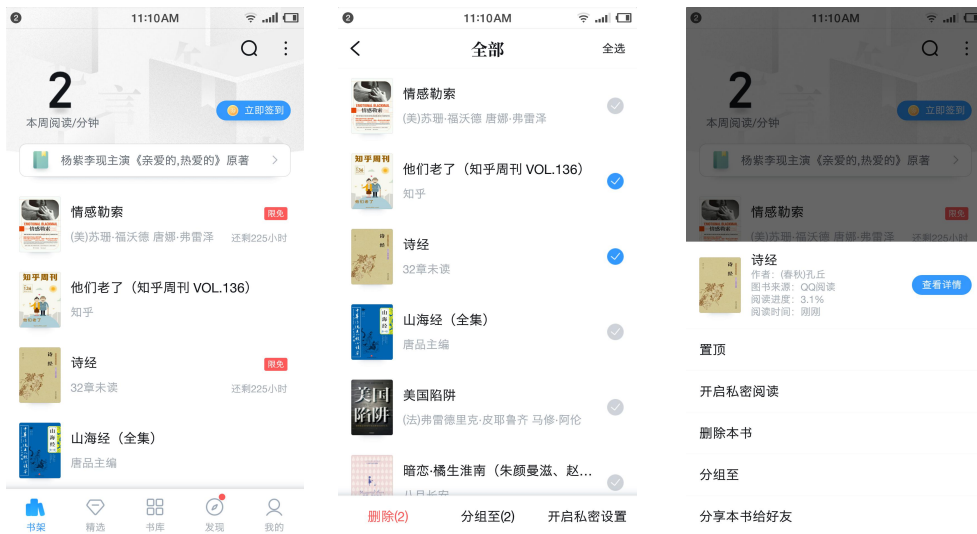 2
11:10AM
2
本周阅读/分钟
立即签到
杨紫李现主演《亲爱的,热爱的》原著
情感勒索
限免
(美)苏珊·福沃德 唐娜·弗雷泽
还剩225小时
知乎周刊
他们老了（知乎周刊 VOL.136）
知乎
诗经
限免
32章未读
还剩225小时
山海经（全集）
唐品主编
书架
精选
书库
发现
我的
2
11:10AM
全部
全选
情感勒索
(美)苏珊·福沃德 唐娜·弗雷泽
知乎周刊
他们老了（知乎周刊 VOL.136）
知乎
诗经
32章未读
山海经（全集）
唐品主编
美国陷阱
美国陷阱
(法)弗雷德里克·皮耶鲁齐 马修·阿伦
暗恋·橘生淮南（朱颜曼滋、赵...
八月长安
删除(2)
分组至(2)
开启私密设置
2
11:10AM
2
本周阅读/分钟
立即签到
杨紫李现主演《亲爱的,热爱的》原著
情感勒索
限免
(美)苏珊·福沃德 唐娜·弗雷泽
还剩225小时
诗经
作者：(春秋)孔丘
图书来源：QQ阅读
阅读进度：3.1%
阅读时间：刚刚
查看详情
置顶
开启私密阅读
删除本书
分组至
分享本书给好友